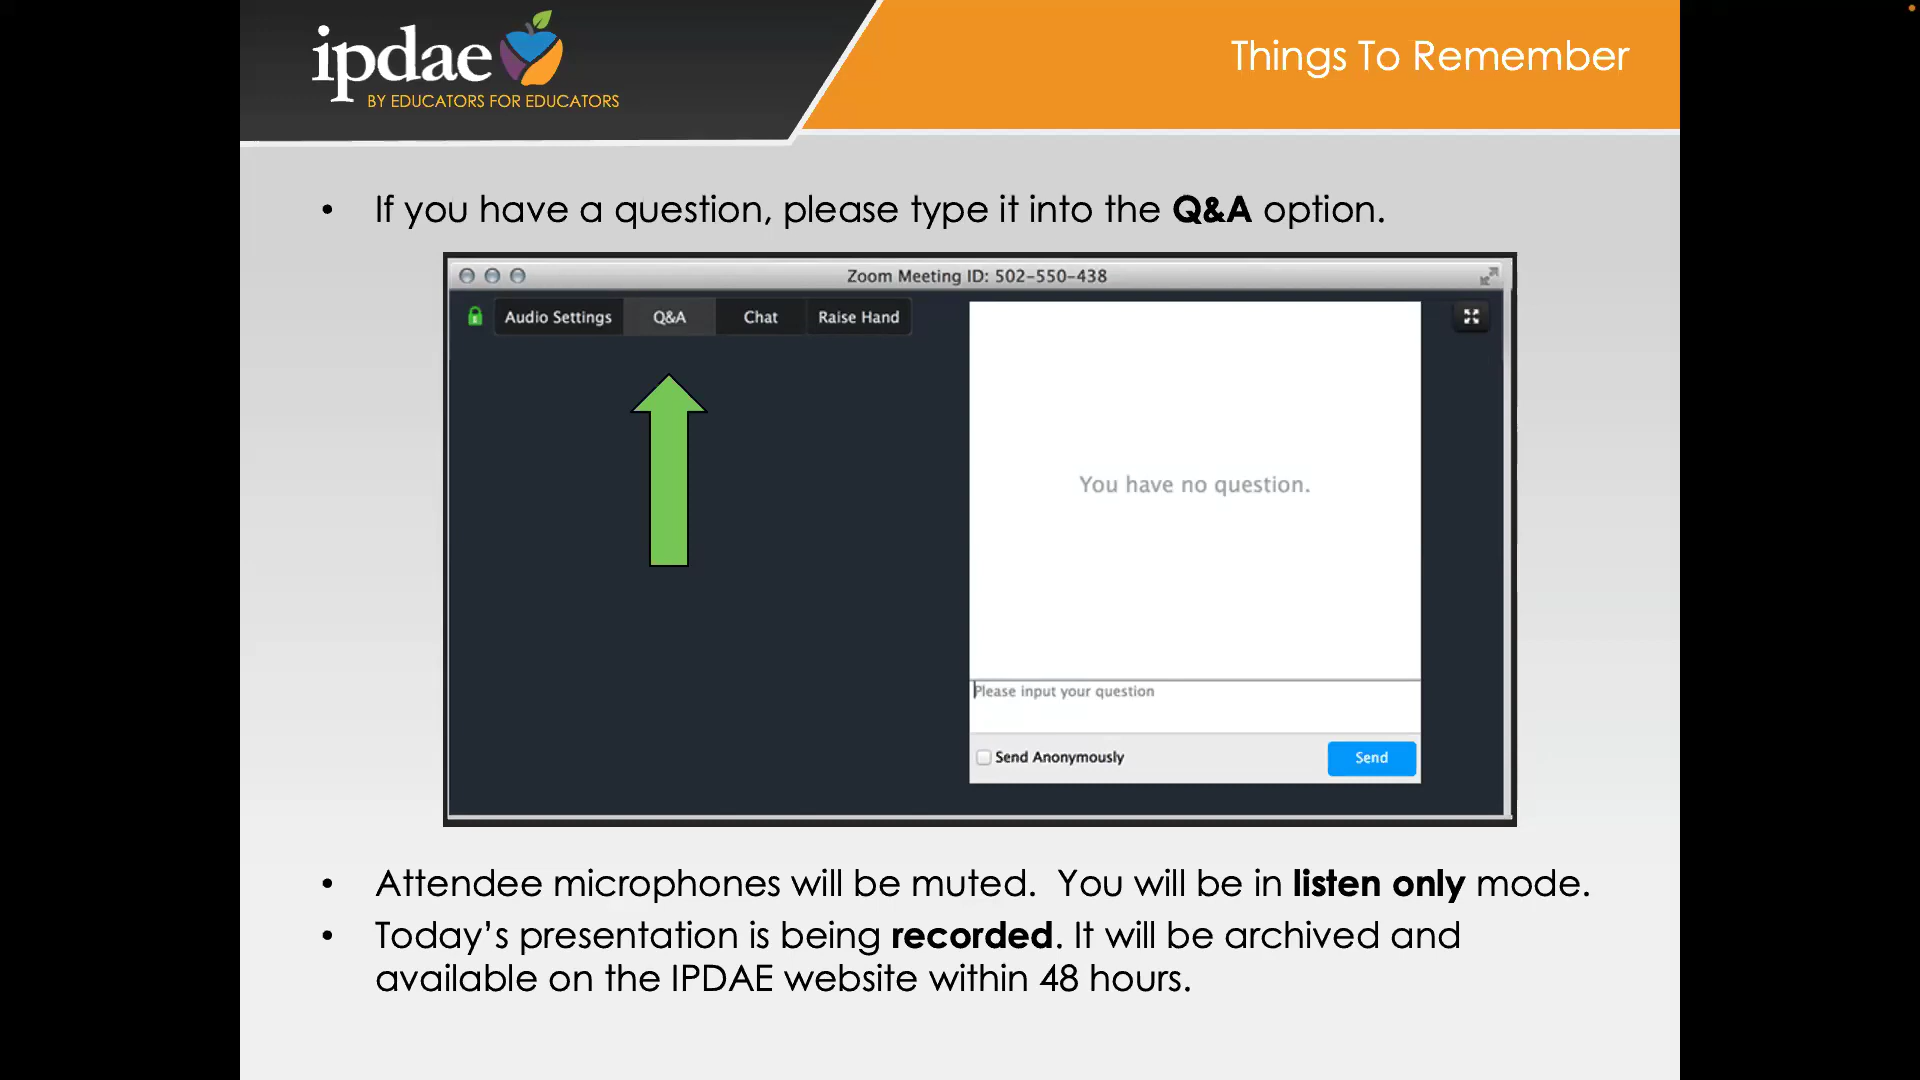 ipdae
BY EDUCATORS FOR EDUCATORS
Things To Remember
• If you have a question, please type it into the Q&A option.
Zoom Meeting ID: 502-550-438
Audio Settings Q&A Chat Raise Hand
You have no question.
Please input your question
Send Anonymously Send
• Attendee microphones will be muted.  You will be in listen only mode.
• Today’s presentation is being recorded. It will be archived and
available on the IPDAE website within 48 hours.